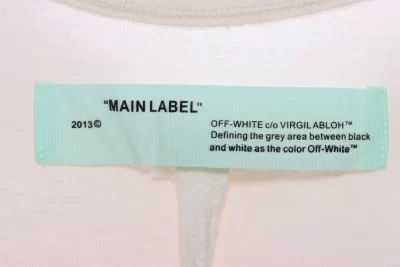 "MAIN LABEL"
2013©
OFF-WHITE c/o VIRGIL ABLOH™
Defining the grey area between black
and white as the color Off-White™